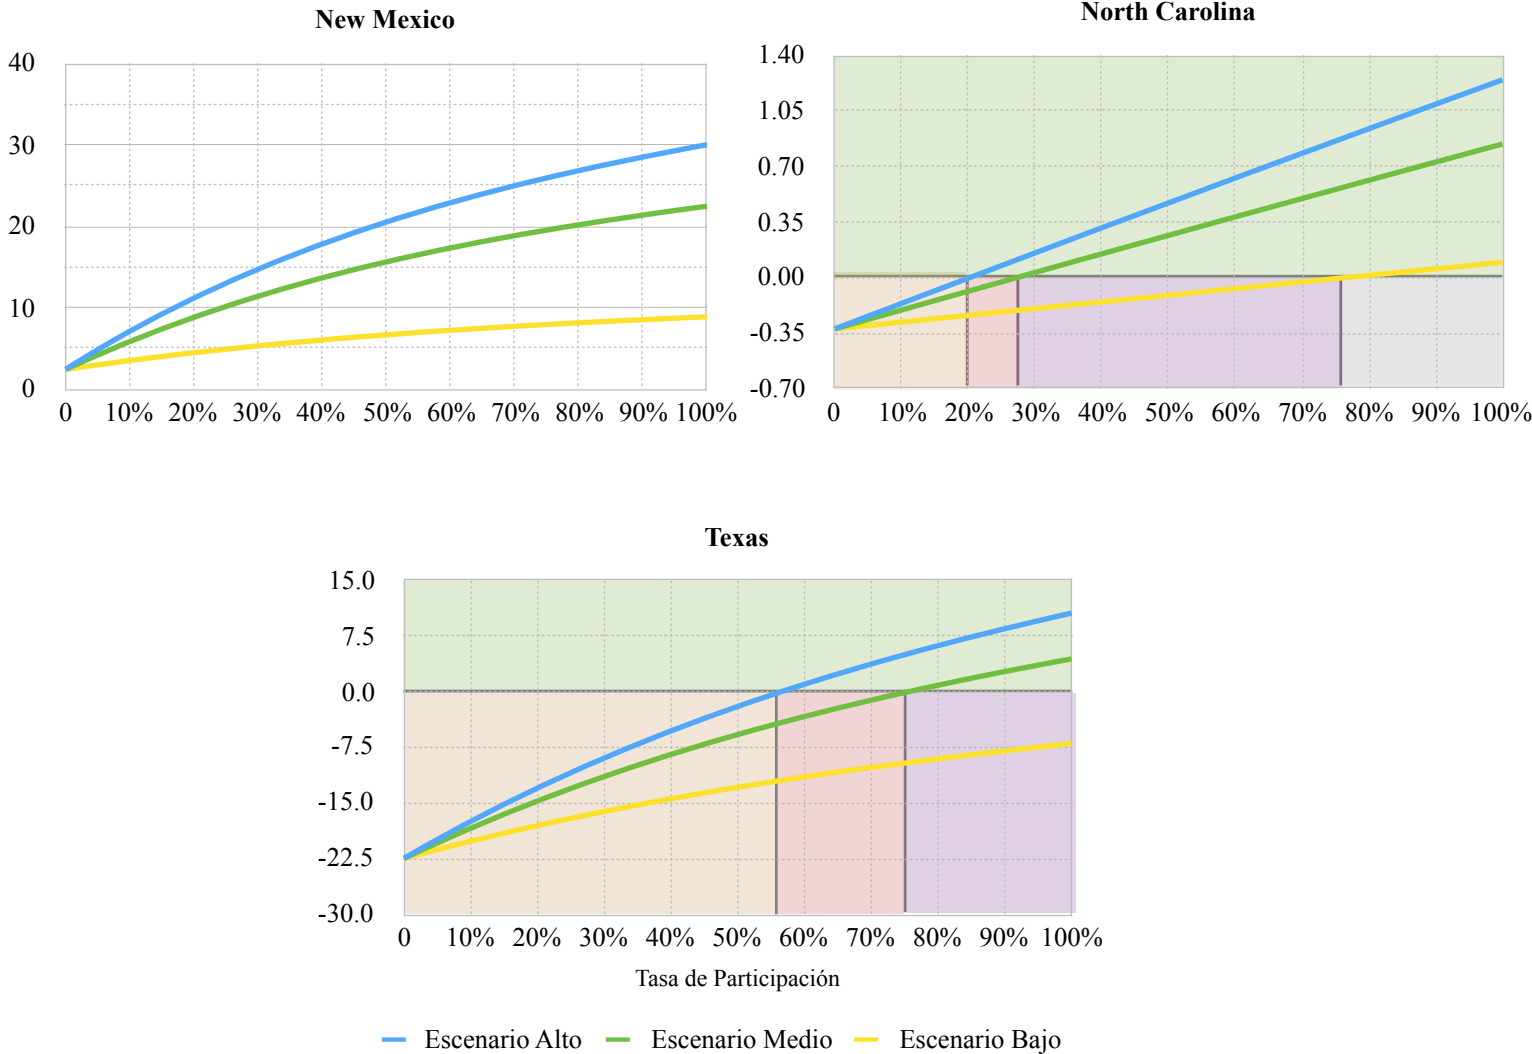 New Mexico
40
30
20
10
0
0 10% 20% 30% 40% 50% 60% 70% 80% 90% 100%
North Carolina
1.40
1.05
0.70
0.35
0.00
-0.35
-0.70
0 10% 20% 30% 40% 50% 60% 70% 80% 90% 100%
Texas
15.0
7.5
0.0
-7.5
-15.0
-22.5
-30.0
0 10% 20% 30% 40% 50% 60% 70% 80% 90% 100%
Tasa de Participación
Escenario Alto Escenario Medio Escenario Bajo